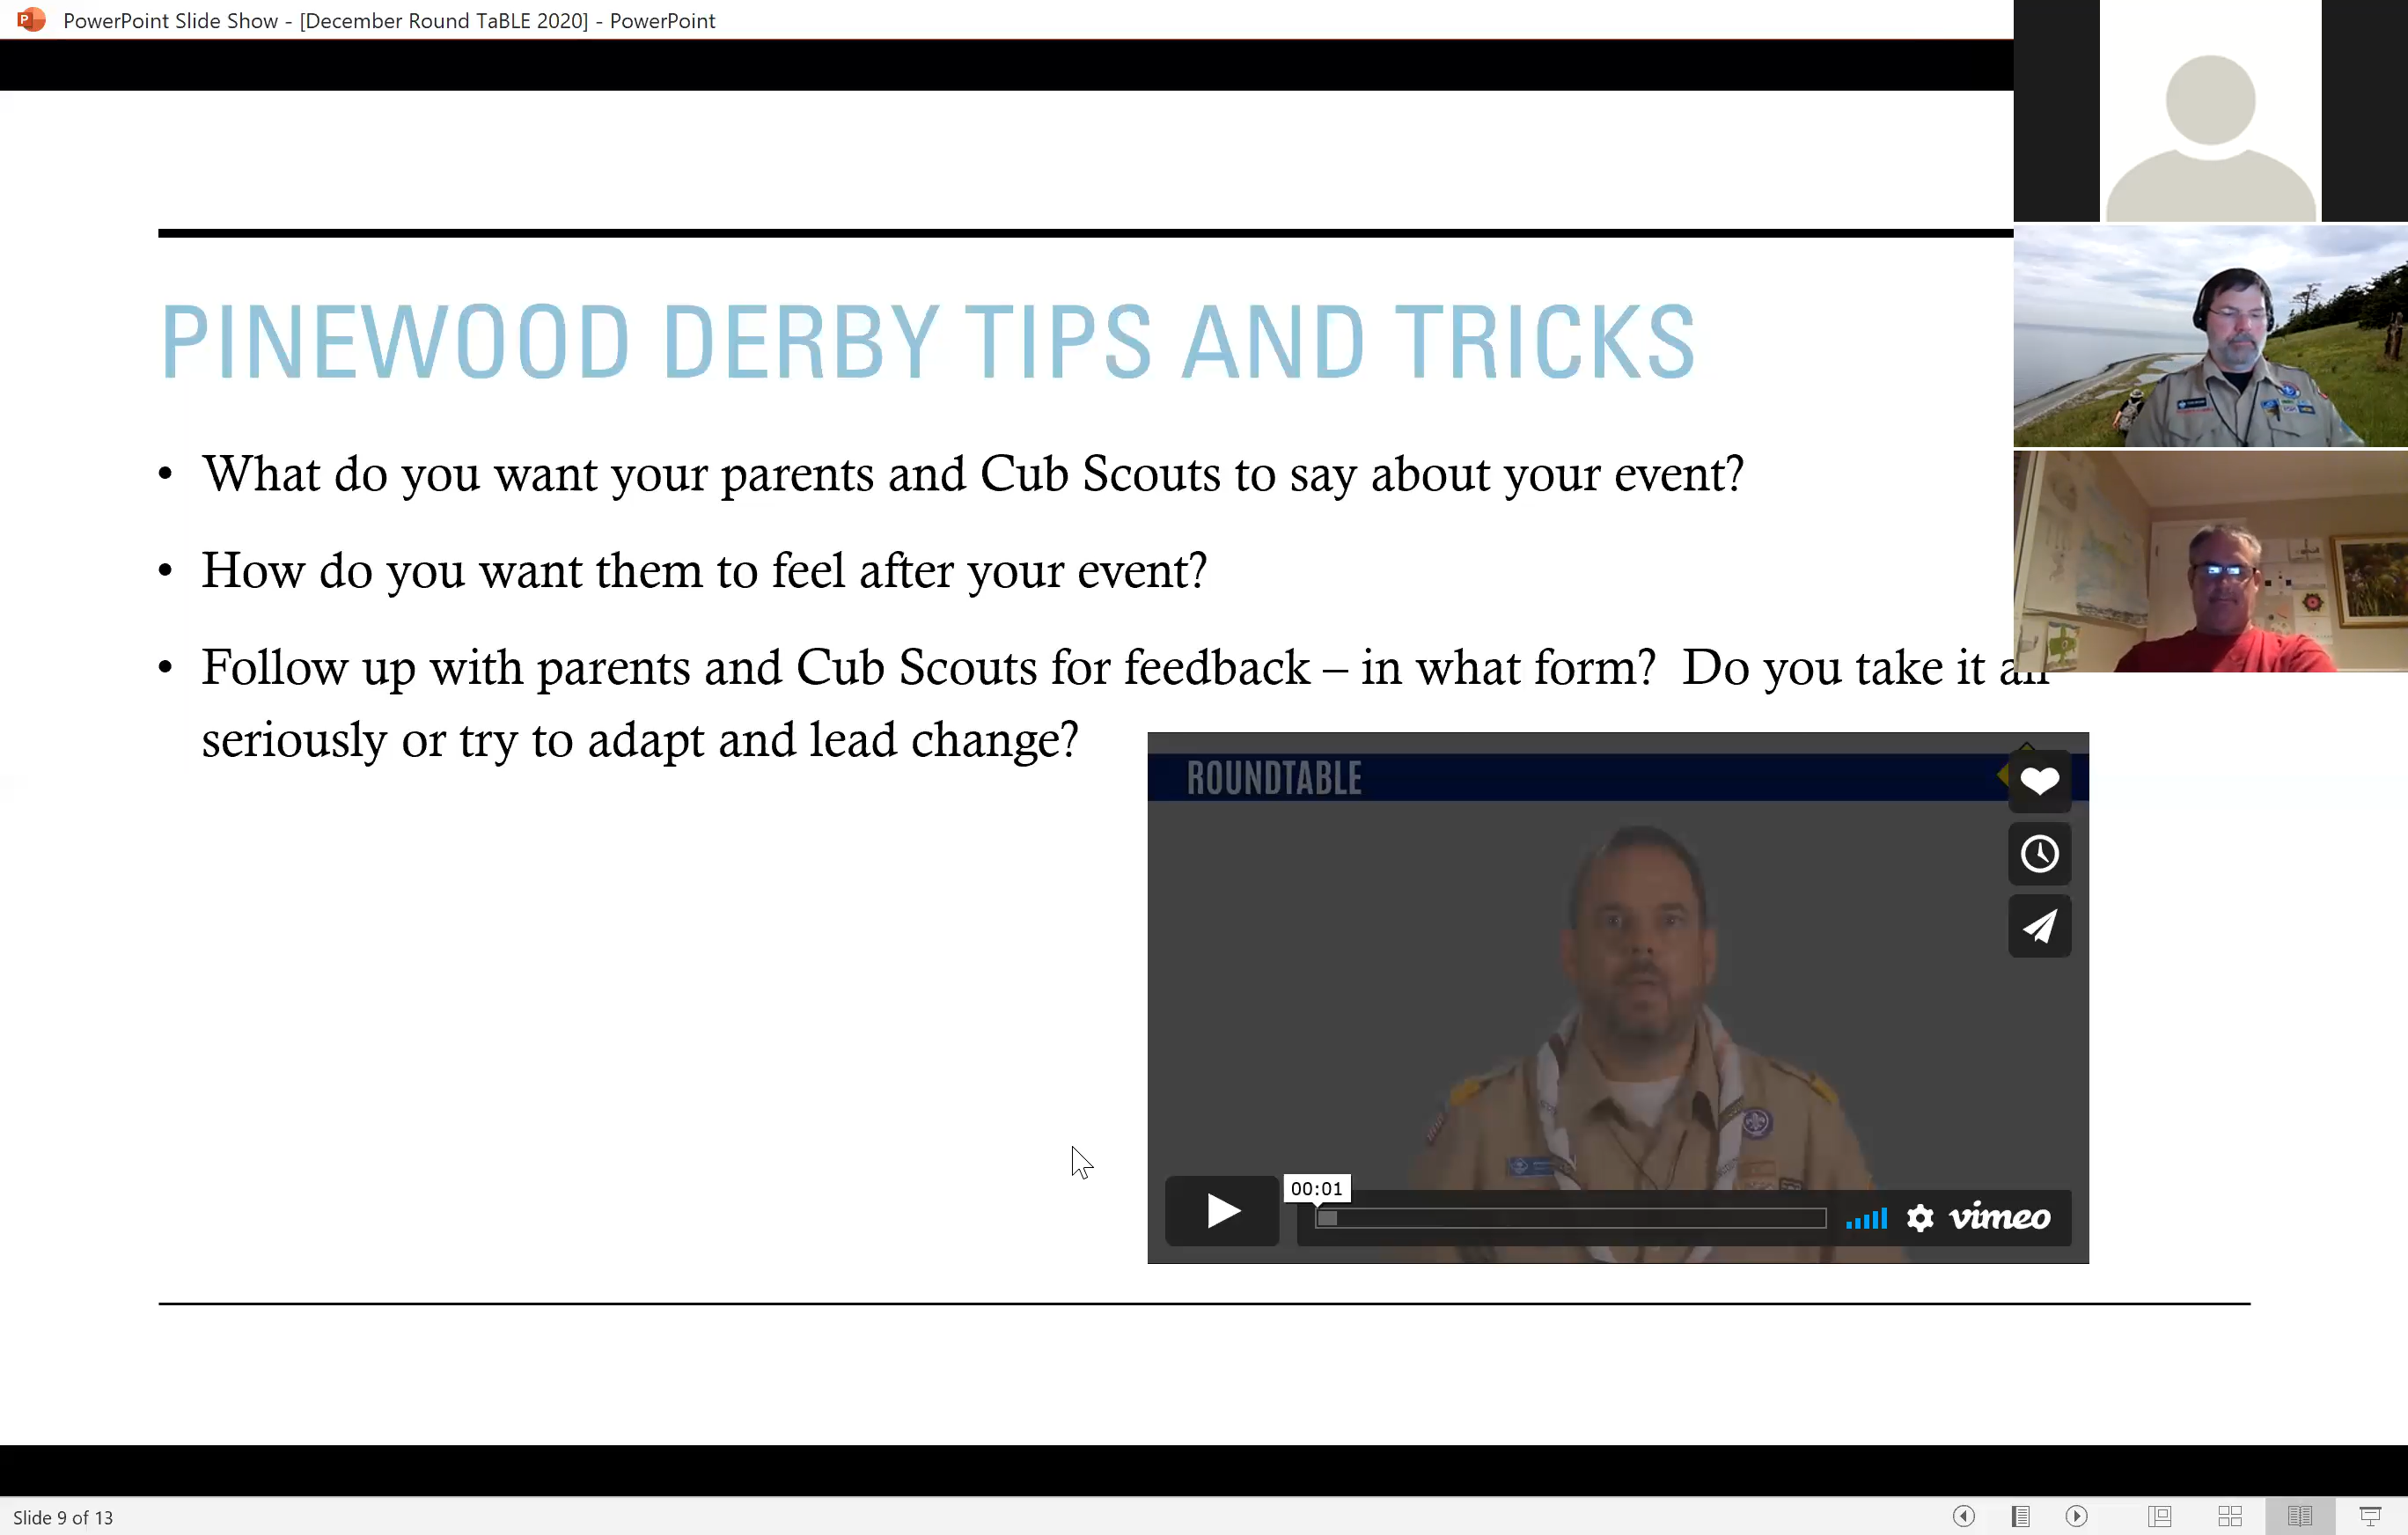 PowerPoint Slide Show - [December Round TaBLE 2020] - PowerPoint
PINEWOOD DERBY TIPS AND TRICKS
• What do you want your parents and Cub Scouts to say about your event?
• How do you want them to feel after your event?
• Follow up with parents and Cub Scouts for feedback – in what form? Do you take it all
seriously or try to adapt and lead change?
ROUNDTABLE
00:01
vimeo
Slide 9 of 13